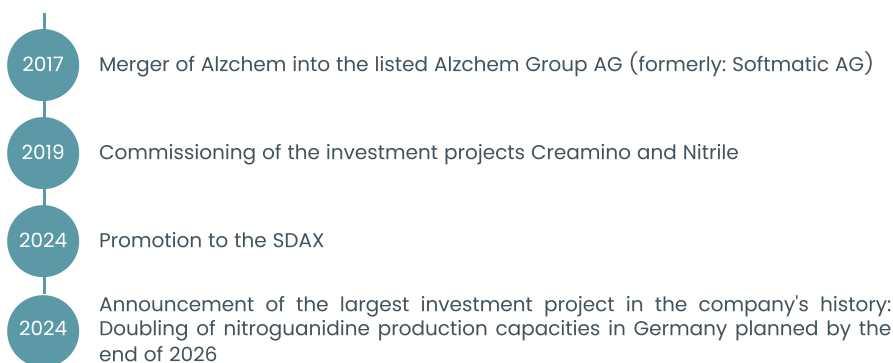 2017
Merger of Alzchem into the listed Alzchem Group AG (formerly: Softmatic AG)
2019
Commissioning of the investment projects Creamino and Nitrile
2024
Promotion to the SDAX
2024
Announcement of the largest investment project in the company's history:
Doubling of nitroguanidine production capacities in Germany planned by the
end of 2026